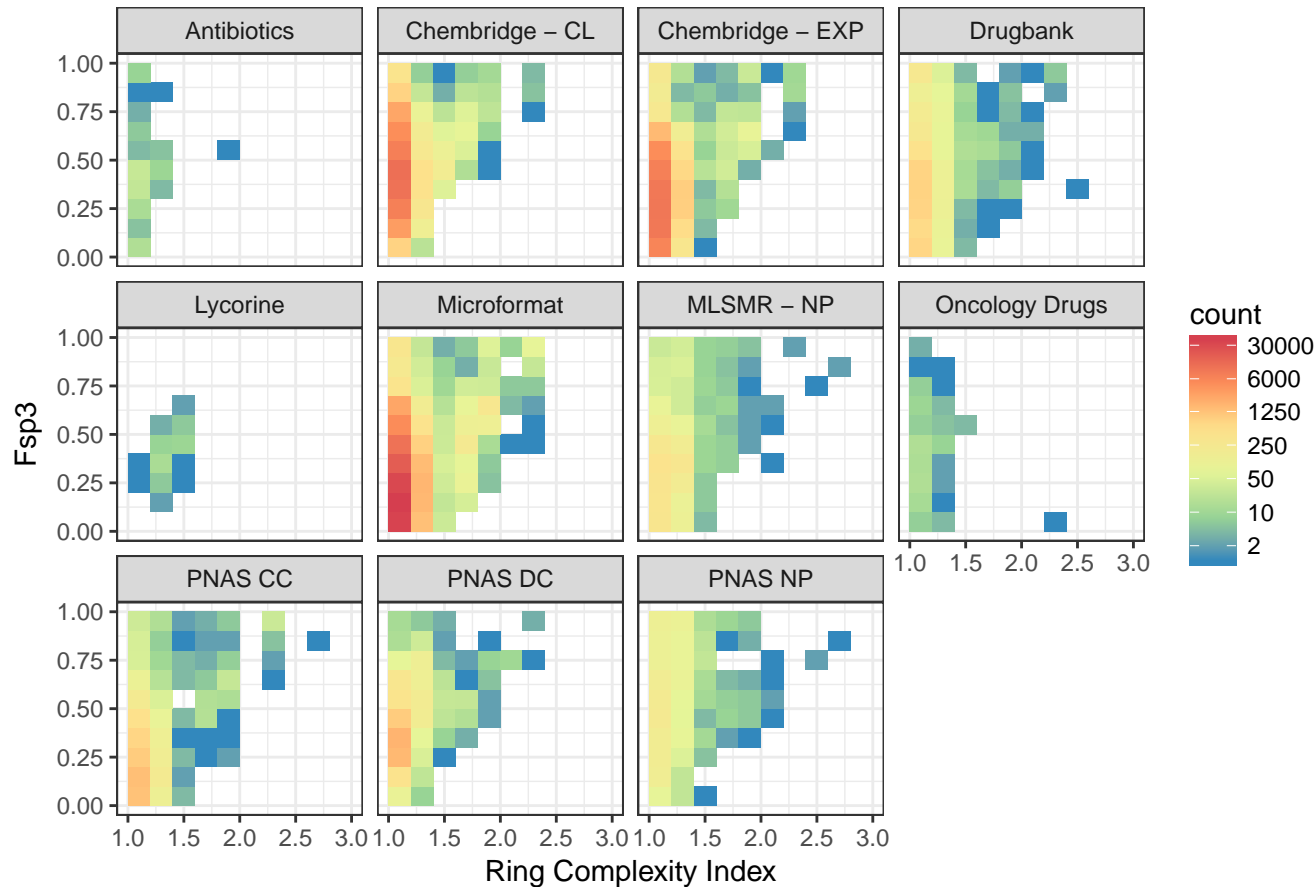 Antibiotics Chembridge − CL Chembridge − EXP Drugbank
1.00
0.75
0.50
0.25
0.00
Lycorine Microformat MLSMR − NP Oncology Drugs
1.00
0.75
0.50
0.25
0.00
1.0 1.5 2.0 2.5 3.0
PNAS CC PNAS DC PNAS NP
1.00
0.75
0.50
0.25
0.00
1.0 1.5 2.0 2.5 3.0 1.0 1.5 2.0 2.5 3.0 1.0 1.5 2.0 2.5 3.0
Ring Complexity Index
Fsp3
count
30000
6000
1250
250
50
10
2